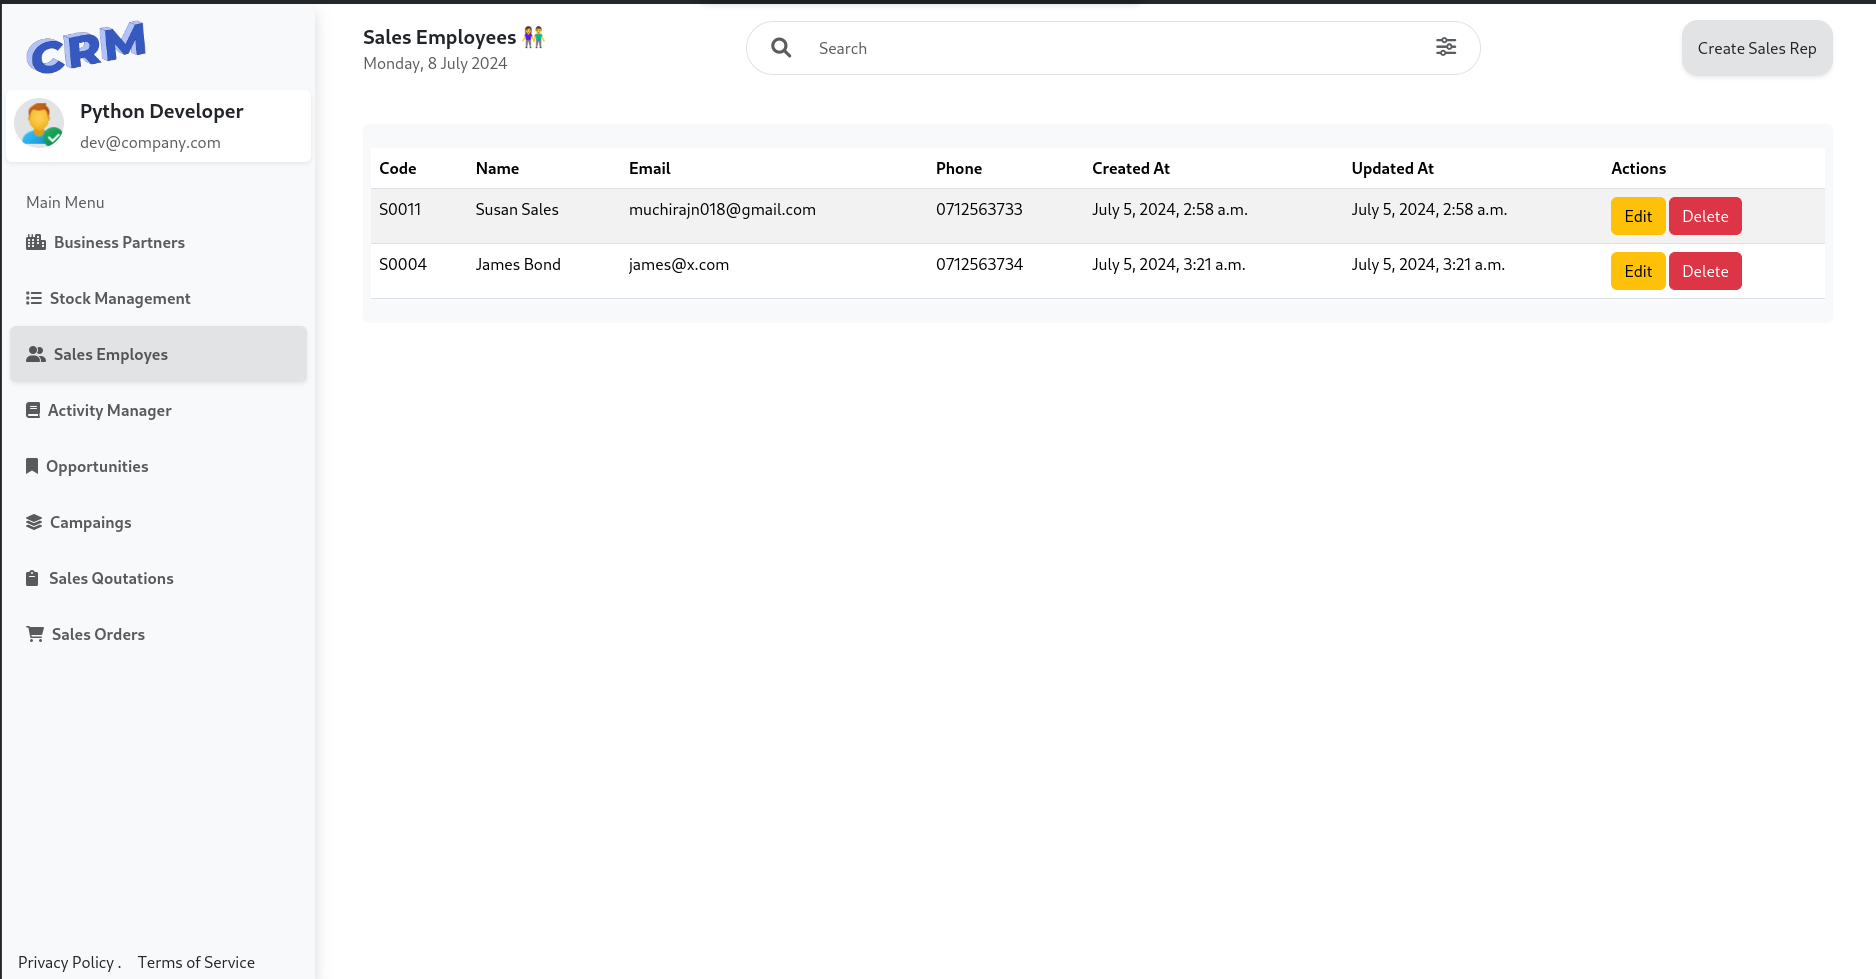 CRM
Python Developer
dev@company.com
Main Menu
Business Partners
Stock Management
Sales Employes
Activity Manager
Opportunities
Campaings
Sales Qoutations
Sales Orders
Privacy Policy . Terms of Service
Sales Employees
Monday, 8 July 2024
Search
Create Sales Rep
Code Name Email Phone Created At Updated At Actions
S0011 Susan Sales muchirajn018@gmail.com 0712563733 July 5, 2024, 2:58 a.m. July 5, 2024, 2:58 a.m. Edit Delete
S0004 James Bond james@x.com 0712563734 July 5, 2024, 3:21 a.m. July 5, 2024, 3:21 a.m. Edit Delete